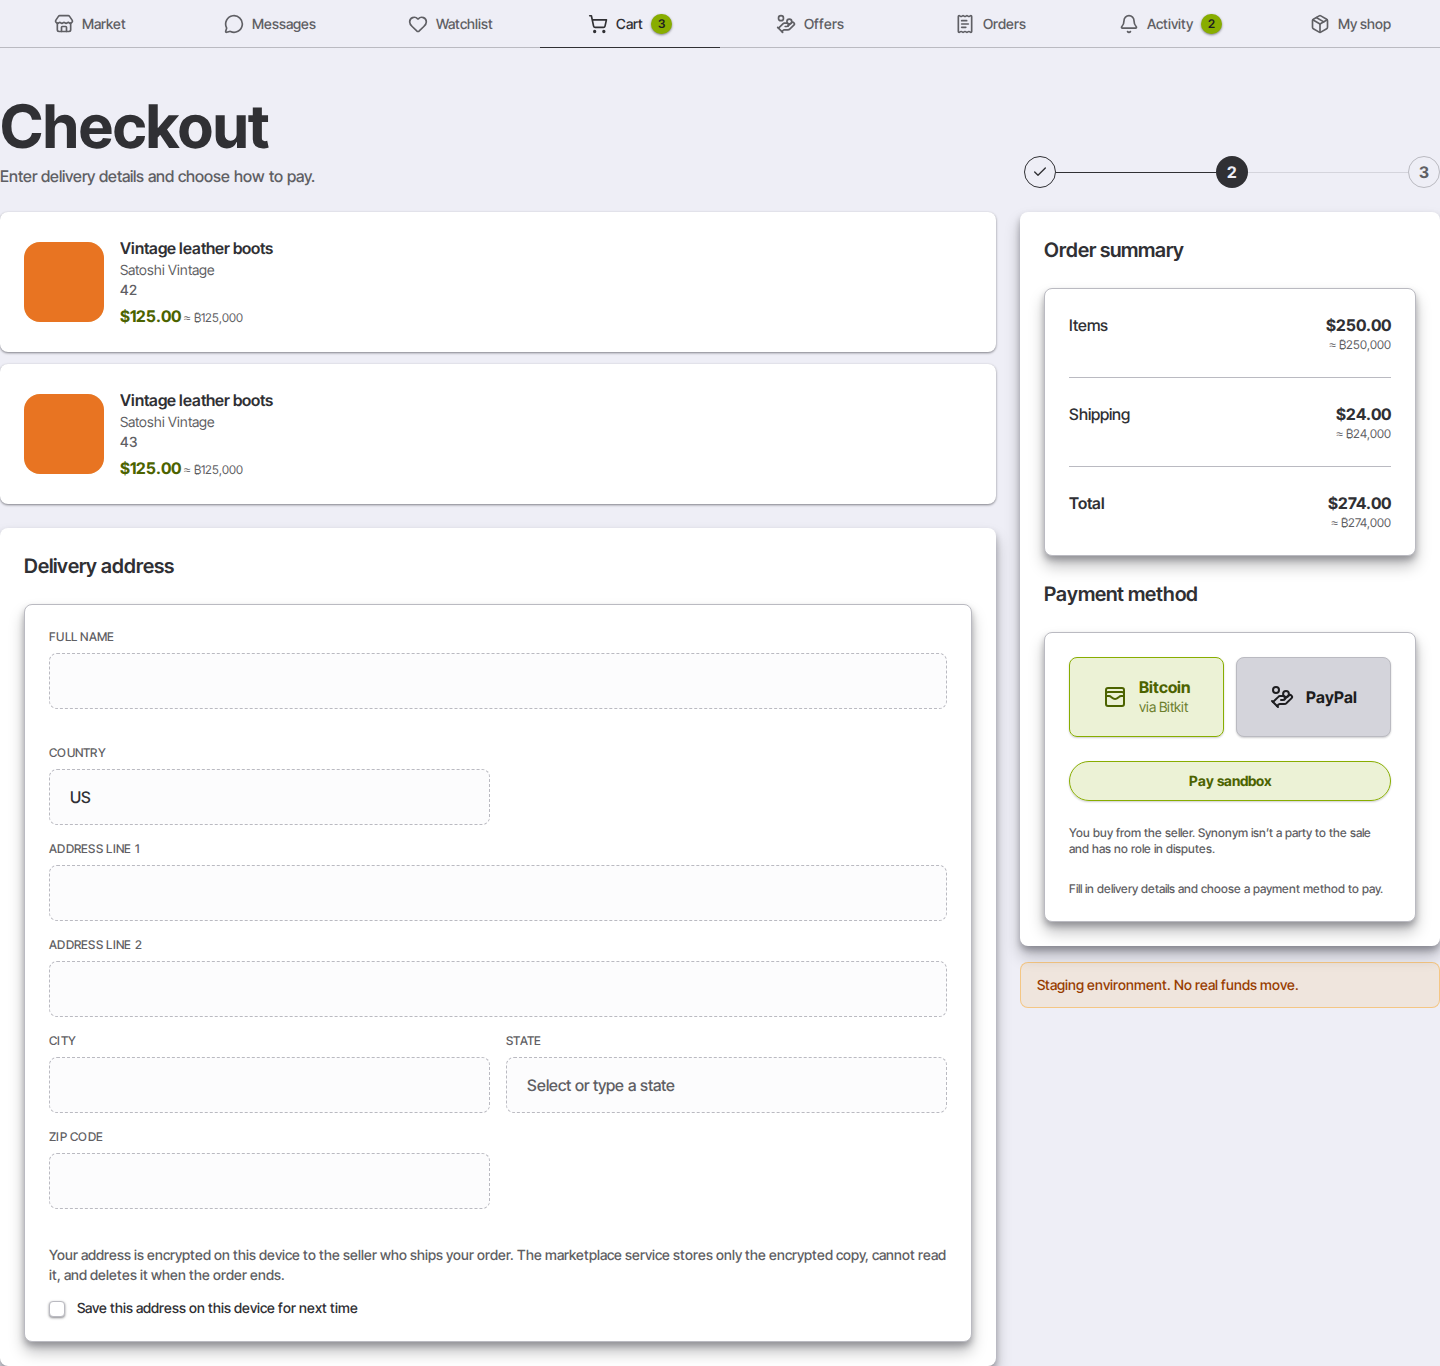 Market
Messages
Watchlist
Cart 3
Offers
Orders
Activity 2
My shop
Checkout
Enter delivery details and choose how to pay.
2
3
Vintage leather boots
Satoshi Vintage
42
$125.00 ≈ ₿125,000
Vintage leather boots
Satoshi Vintage
43
$125.00 ≈ ₿125,000
Delivery address
FULL NAME
COUNTRY
US
ADDRESS LINE 1
ADDRESS LINE 2
CITY
STATE
Select or type a state
ZIP CODE
Your address is encrypted on this device to the seller who ships your order. The marketplace service stores only the encrypted copy, cannot read
it, and deletes it when the order ends.
Save this address on this device for next time
Order summary
Items
$250.00
≈ ₿250,000
Shipping
$24.00
≈ ₿24,000
Total
$274.00
≈ ₿274,000
Payment method
Bitcoin
via Bitkit
PayPal
Pay sandbox
You buy from the seller. Synonym isn't a party to the sale
and has no role in disputes.
Fill in delivery details and choose a payment method to pay.
Staging environment. No real funds move.